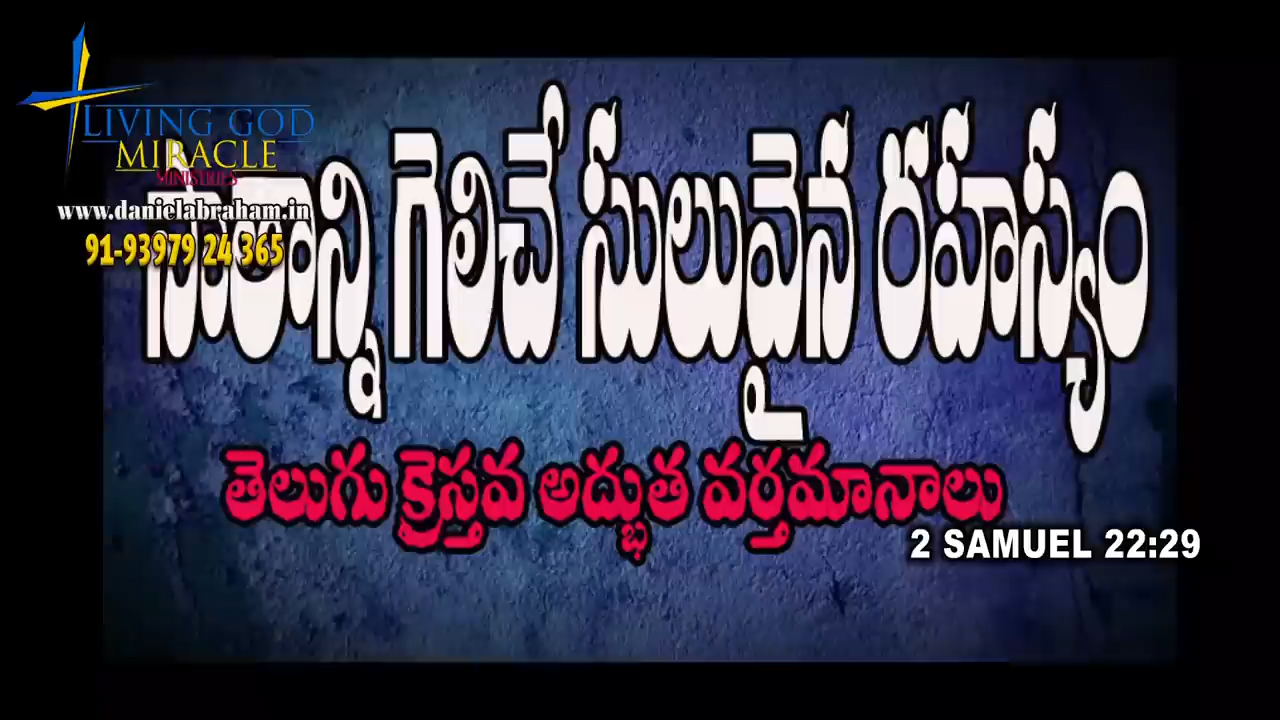 LIVING GOD
MIRACLE
MINISTRIES
www.danielabraham.in
91-93979 24 365
గెలిచే సులువైన రహస్యం
తెలుగు క్రైస్తవ అద్భుత వర్తమానాలు
2 SAMUEL 22:29